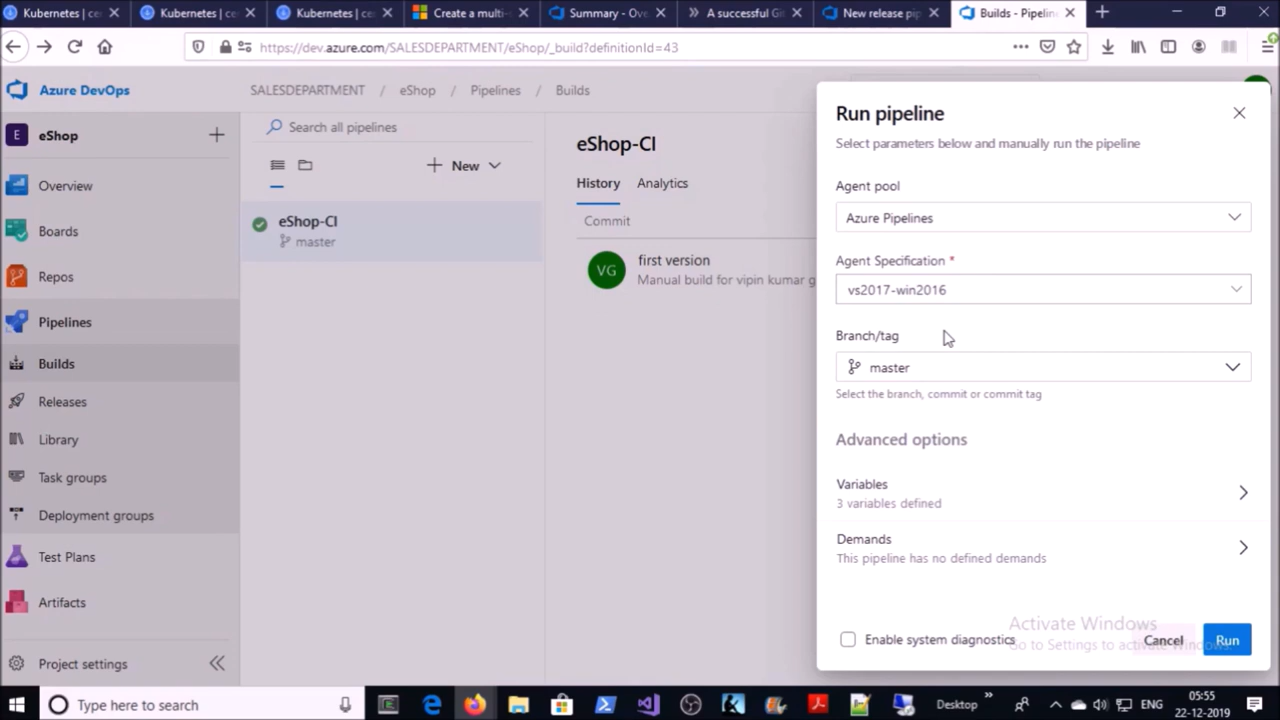 Kubernetes | ce
Kubernetes | ce
Kubernetes | ce
Create a multi-
Summary - Ove
A successful Gi
New release pip
Builds - Pipelin
https://dev.azure.com/SALESDEPARTMENT/eShop/_build?definitionId=43
Azure DevOps
SALESDEPARTMENT / eShop / Pipelines / Builds
E eShop
Overview
Boards
Repos
Pipelines
Builds
Releases
Library
Task groups
Deployment groups
Test Plans
Artifacts
Project settings
Search all pipelines
New
eShop-CI
master
eShop-CI
History Analytics
Commit
VG
first version
Manual build for vipin kumar g
Run pipeline
Select parameters below and manually run the pipeline
Agent pool
Azure Pipelines
Agent Specification *
vs2017-win2016
Branch/tag
master
Select the branch, commit or commit tag
Advanced options
Variables
3 variables defined
Demands
This pipeline has no defined demands
Enable system diagnostics
Cancel
Run
Activate Windows
Go to Settings to activate Windows.
Type here to search
Desktop
ENG
05:55
22-12-2019